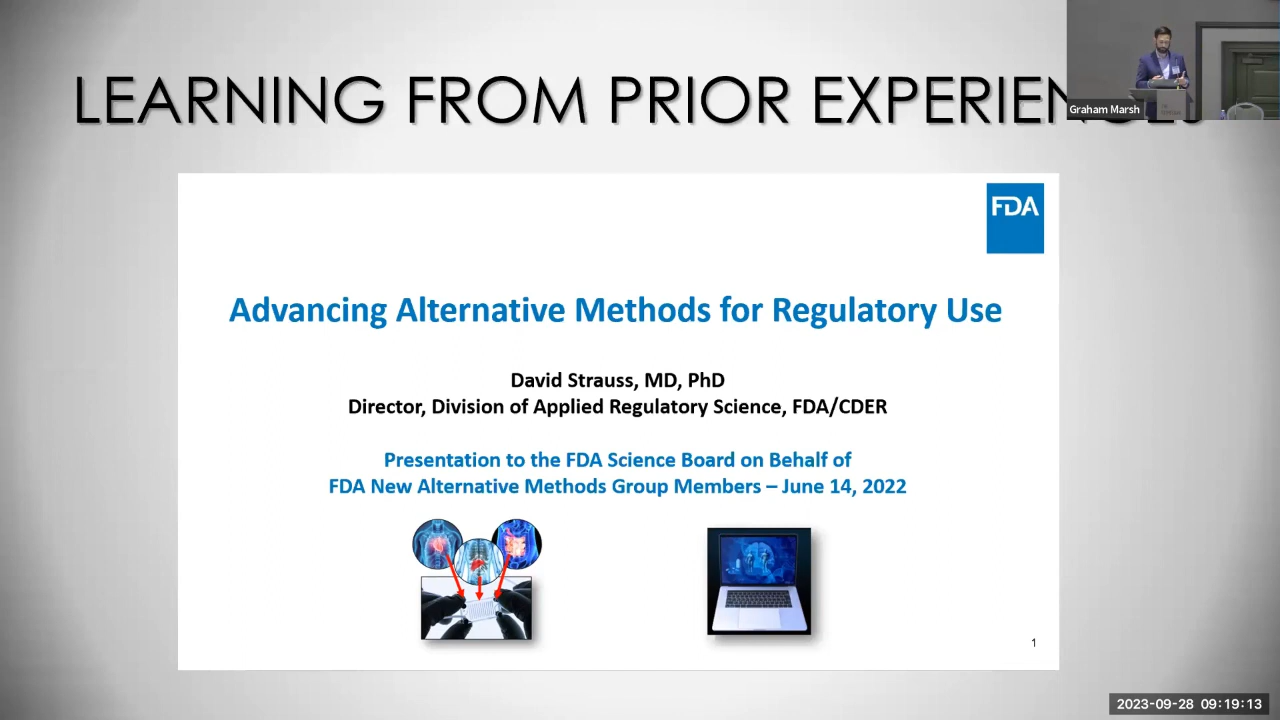 LEARNING FROM PRIOR EXPERIEN
Graham Marsh
FDA
Advancing Alternative Methods for Regulatory Use
David Strauss, MD, PhD
Director, Division of Applied Regulatory Science, FDA/CDER
Presentation to the FDA Science Board on Behalf of
FDA New Alternative Methods Group Members – June 14, 2022
1
2023-09-28 09:19:13